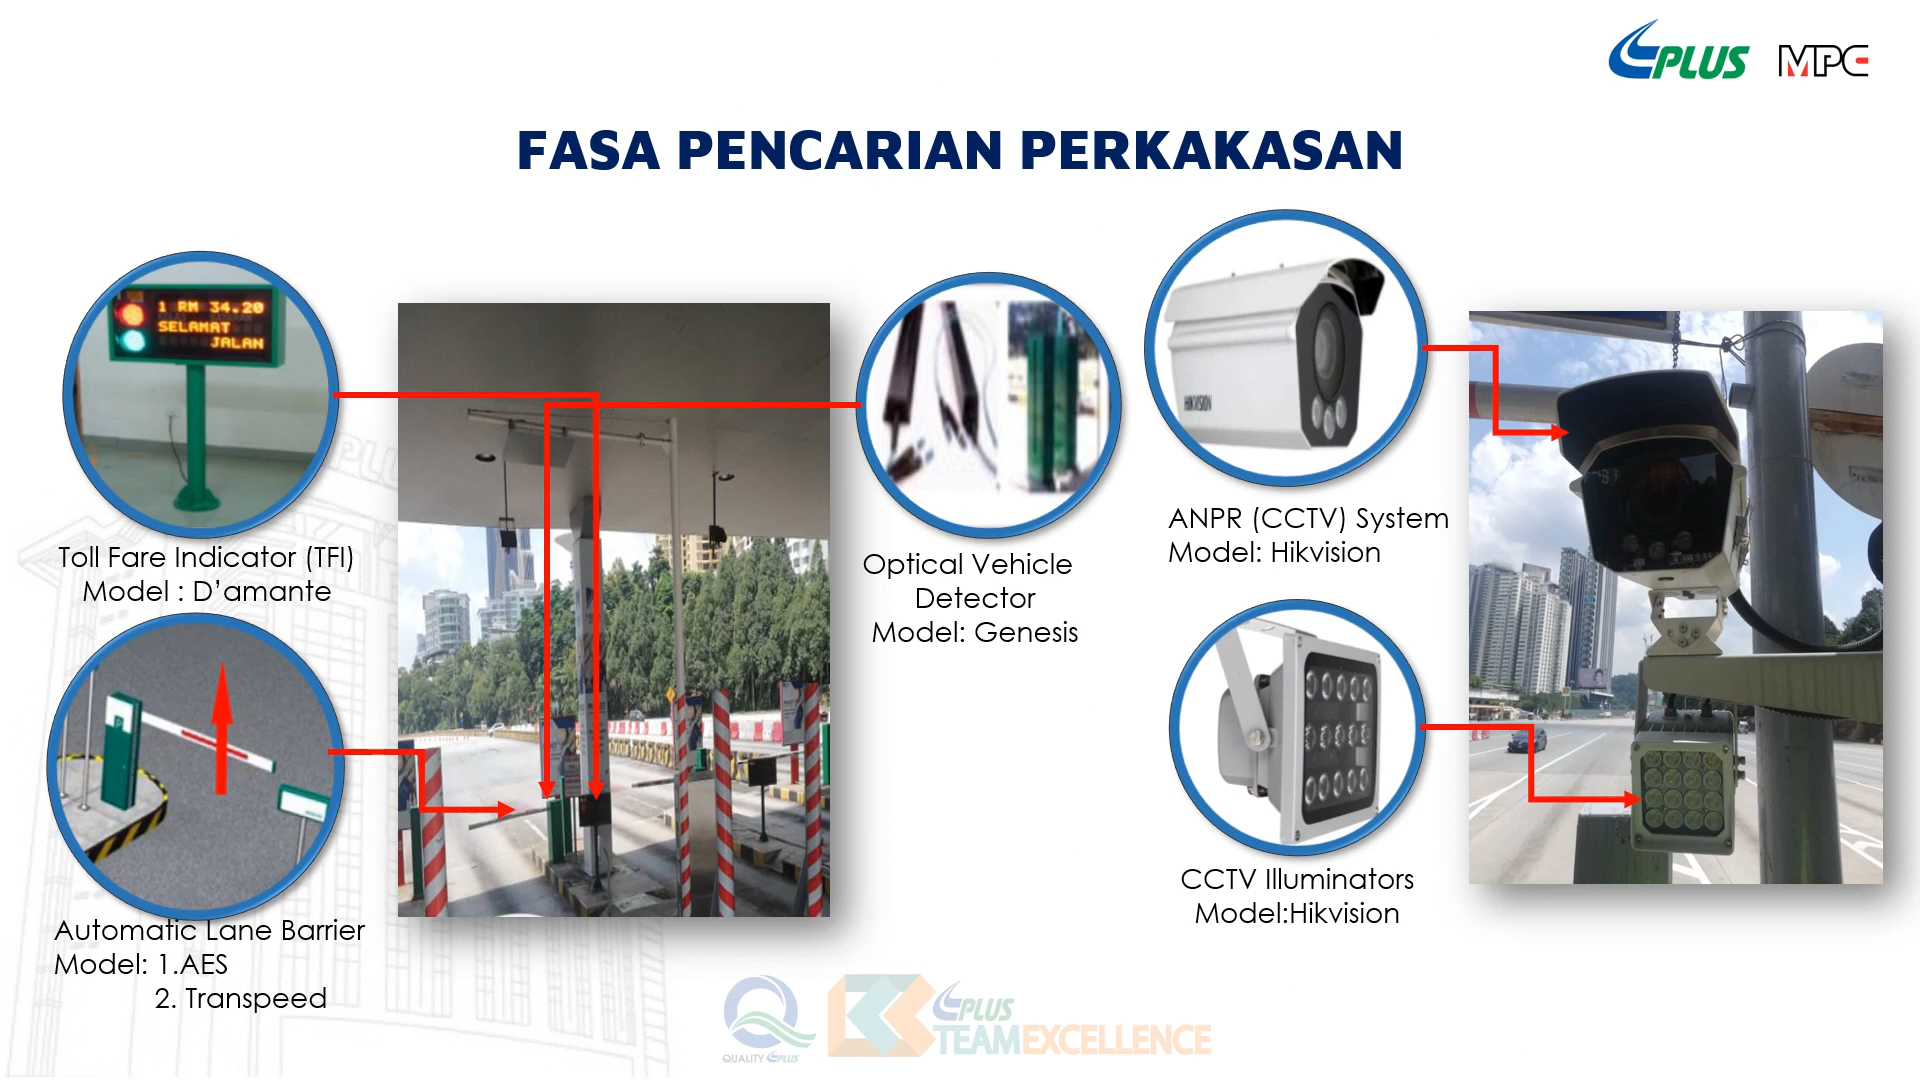 PLUS MPC
FASA PENCARIAN PERKAKASAN
1 RM 34.20
SELAMAT
JALAN
Toll Fare Indicator (TFI)
Model : D’amante
Automatic Lane Barrier
Model: 1.AES
2. Transpeed
Optical Vehicle
Detector
Model: Genesis
HIKVISION
ANPR (CCTV) System
Model: Hikvision
CCTV Illuminators
Model:Hikvision
PLUS
QUALITY PLUS
PLUS
TEAMEXCELLENCE